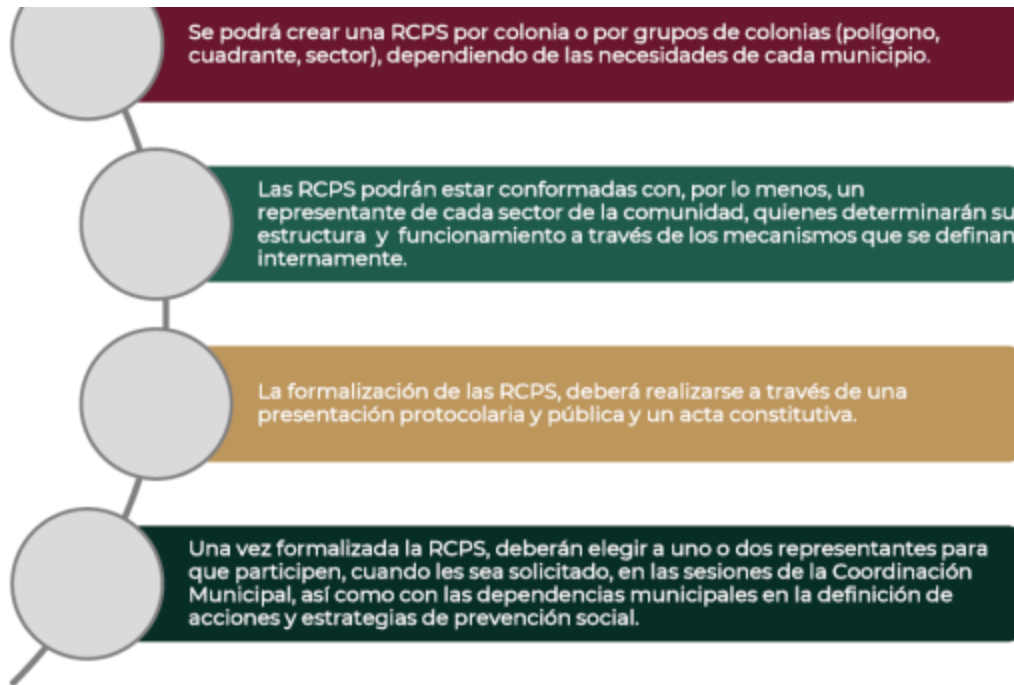 Se podrá crear una RCPS por colonia o por grupos de colonias (polígono,
cuadrante, sector), dependiendo de las necesidades de cada municipio.
Las RCPS podrán estar conformadas con, por lo menos, un
representante de cada sector de la comunidad, quienes determinarán su
estructura y funcionamiento a través de los mecanismos que se definan
internamente.
La formalización de las RCPS, deberá realizarse a través de una
presentación protocolaria y pública y un acta constitutiva.
Una vez formalizada la RCPS, deberán elegir a uno o dos representantes para
que participen, cuando les sea solicitado, en las sesiones de la Coordinación
Municipal, así como con las dependencias municipales en la definición de
acciones y estrategias de prevención social.